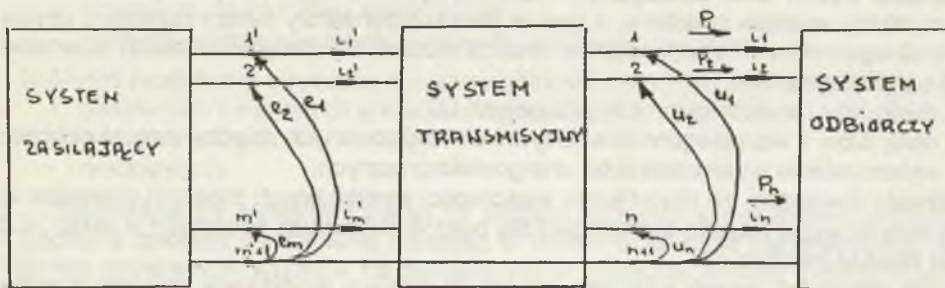 SYSTEM
ZASILAJĄCY
1' i1'
2' i2'
e2 e1
m' im'
m'+1 em
SYSTEM
TRANSMISYJNY
P1
1 i1
P2
2 i2
u2 u1
Pn
n in
n+1 un
SYSTEM
ODBIORCZY